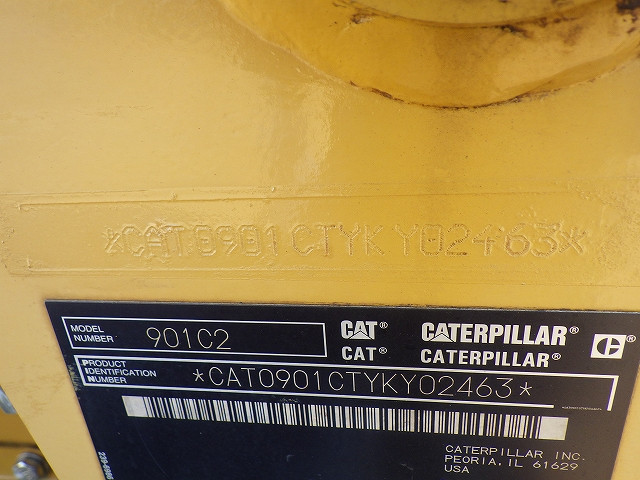 *CAT0901CTYKY02463*
MODEL NUMBER 901C2
CAT® CATERPILLAR® C®
CAT® CATERPILLAR®
PRODUCT IDENTIFICATION NUMBER *CAT0901CTYKY02463*
CATERPILLAR INC.
PEORIA, IL 61629
USA